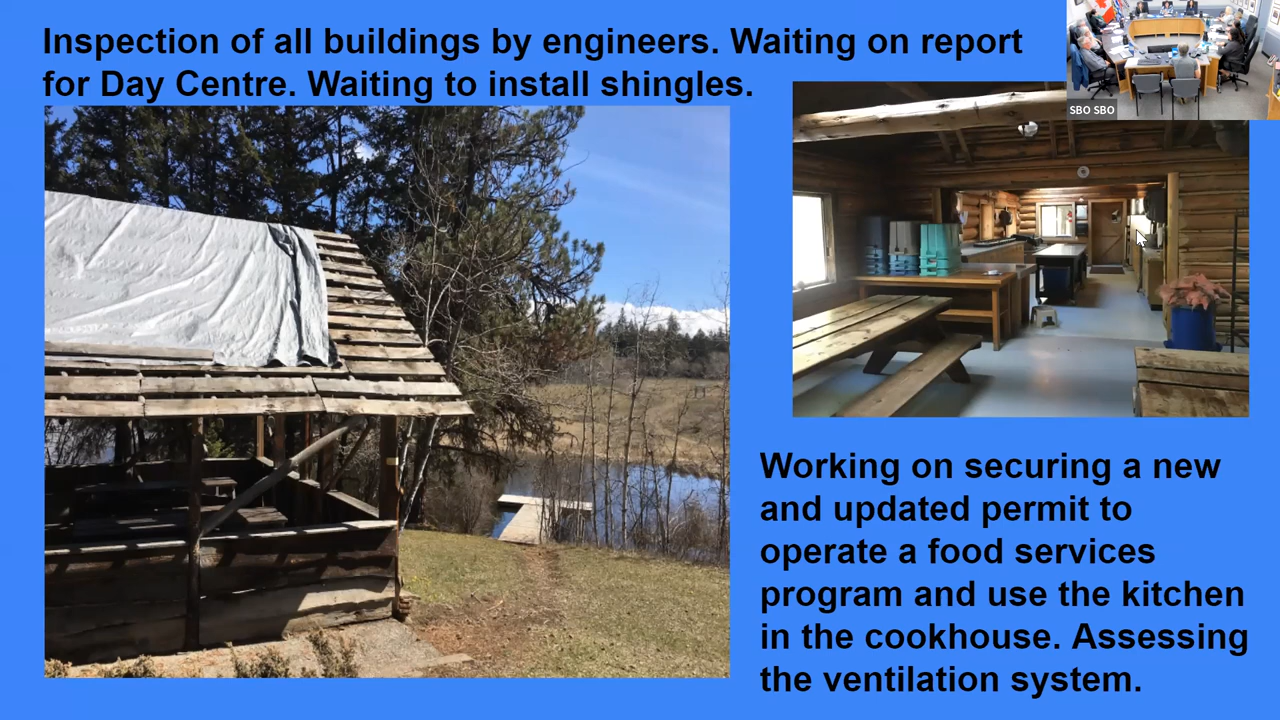 Inspection of all buildings by engineers. Waiting on report
for Day Centre. Waiting to install shingles.
SBO SBO
Working on securing a new
and updated permit to
operate a food services
program and use the kitchen
in the cookhouse. Assessing
the ventilation system.